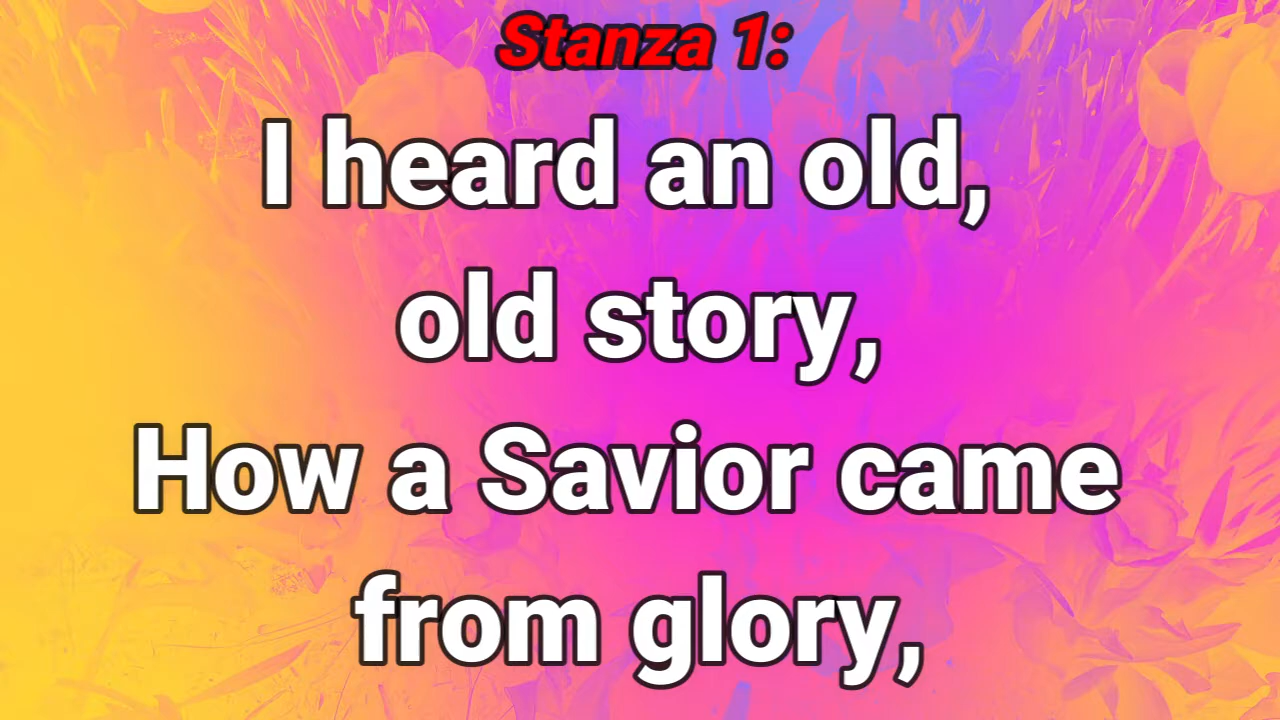 Stanza 1:
I heard an old,
old story,
How a Savior came
from glory,